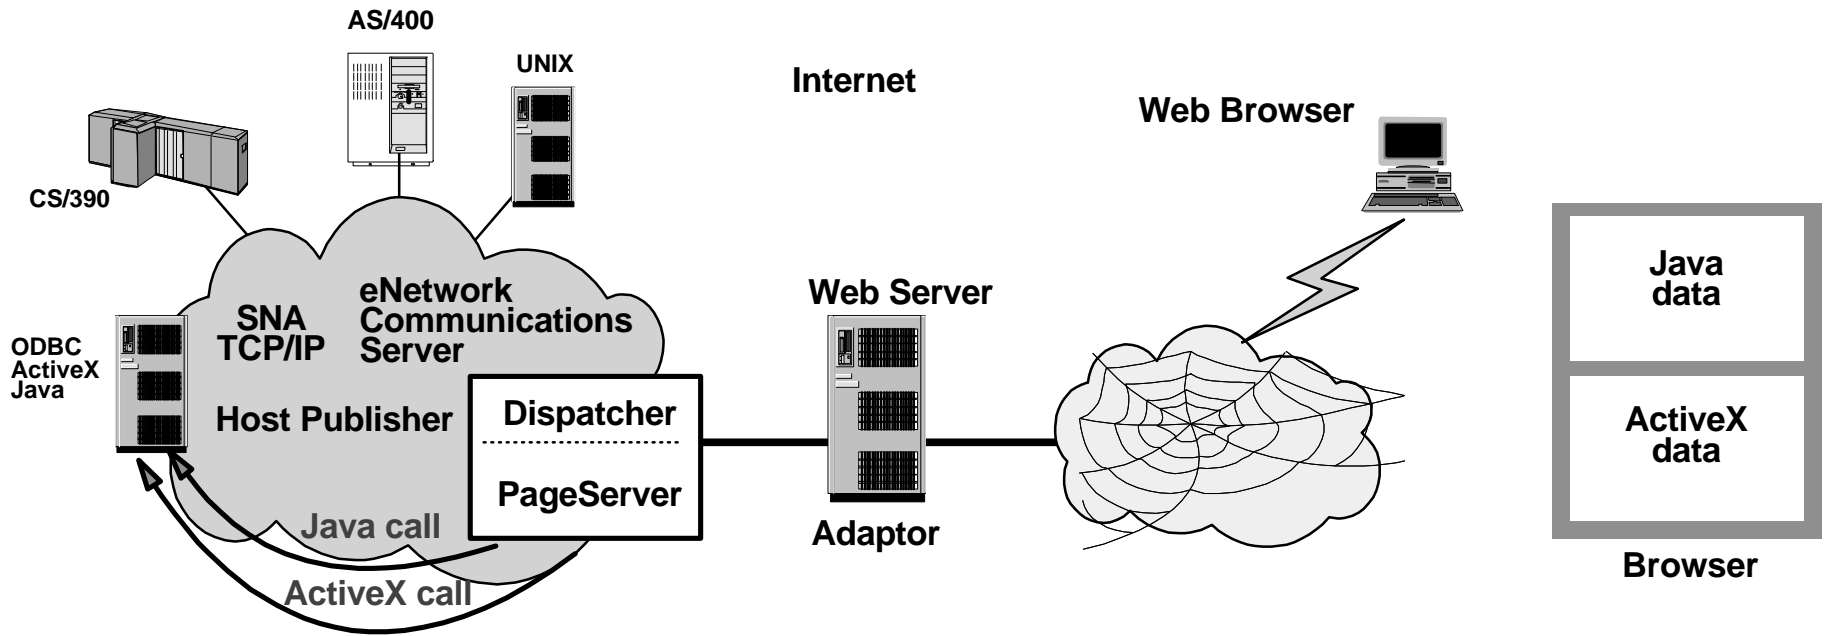 AS/400
UNIX
Internet
Web Browser
CS/390
Java
data
eNetwork
Communications
Server
SNA
TCP/IP
Web Server
ODBC
ActiveX
Java
Host Publisher
Dispatcher
PageServer
ActiveX
data
Java call
Adaptor
ActiveX call
Browser